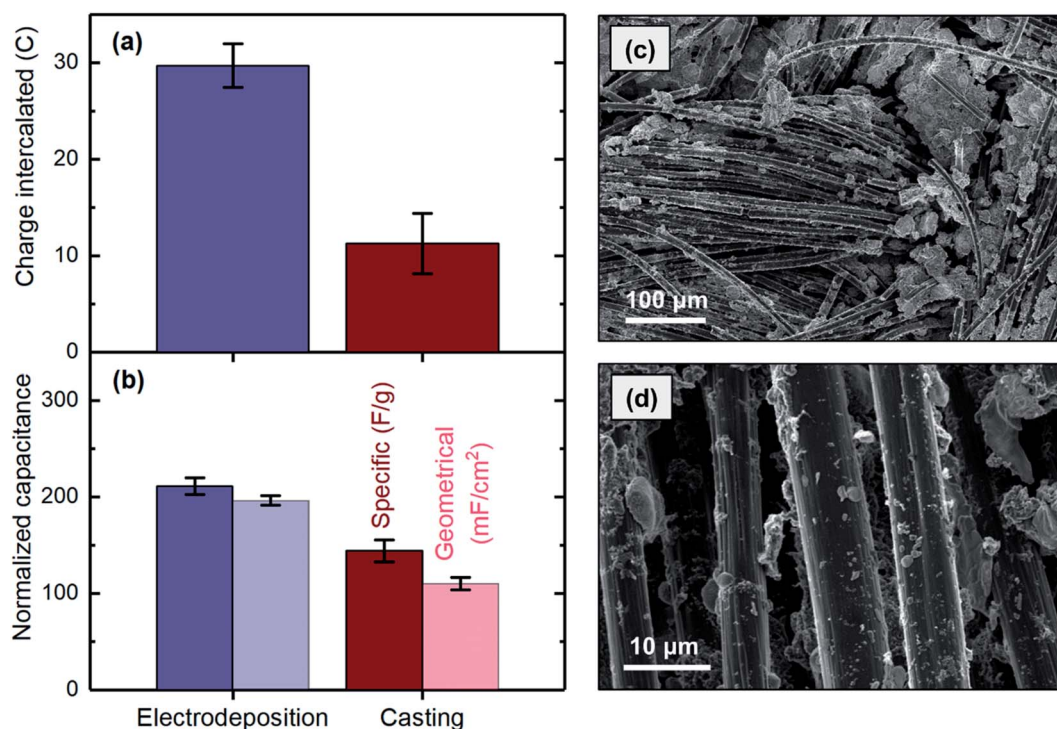 (a)
Charge intercalated (C)
30
20
10
0
(b)
Normalized capacitance
300
200
100
0
Specific (F/g)
Geometrical
(mF/cm²)
Electrodeposition
Casting
(c)
100 µm
(d)
10 µm